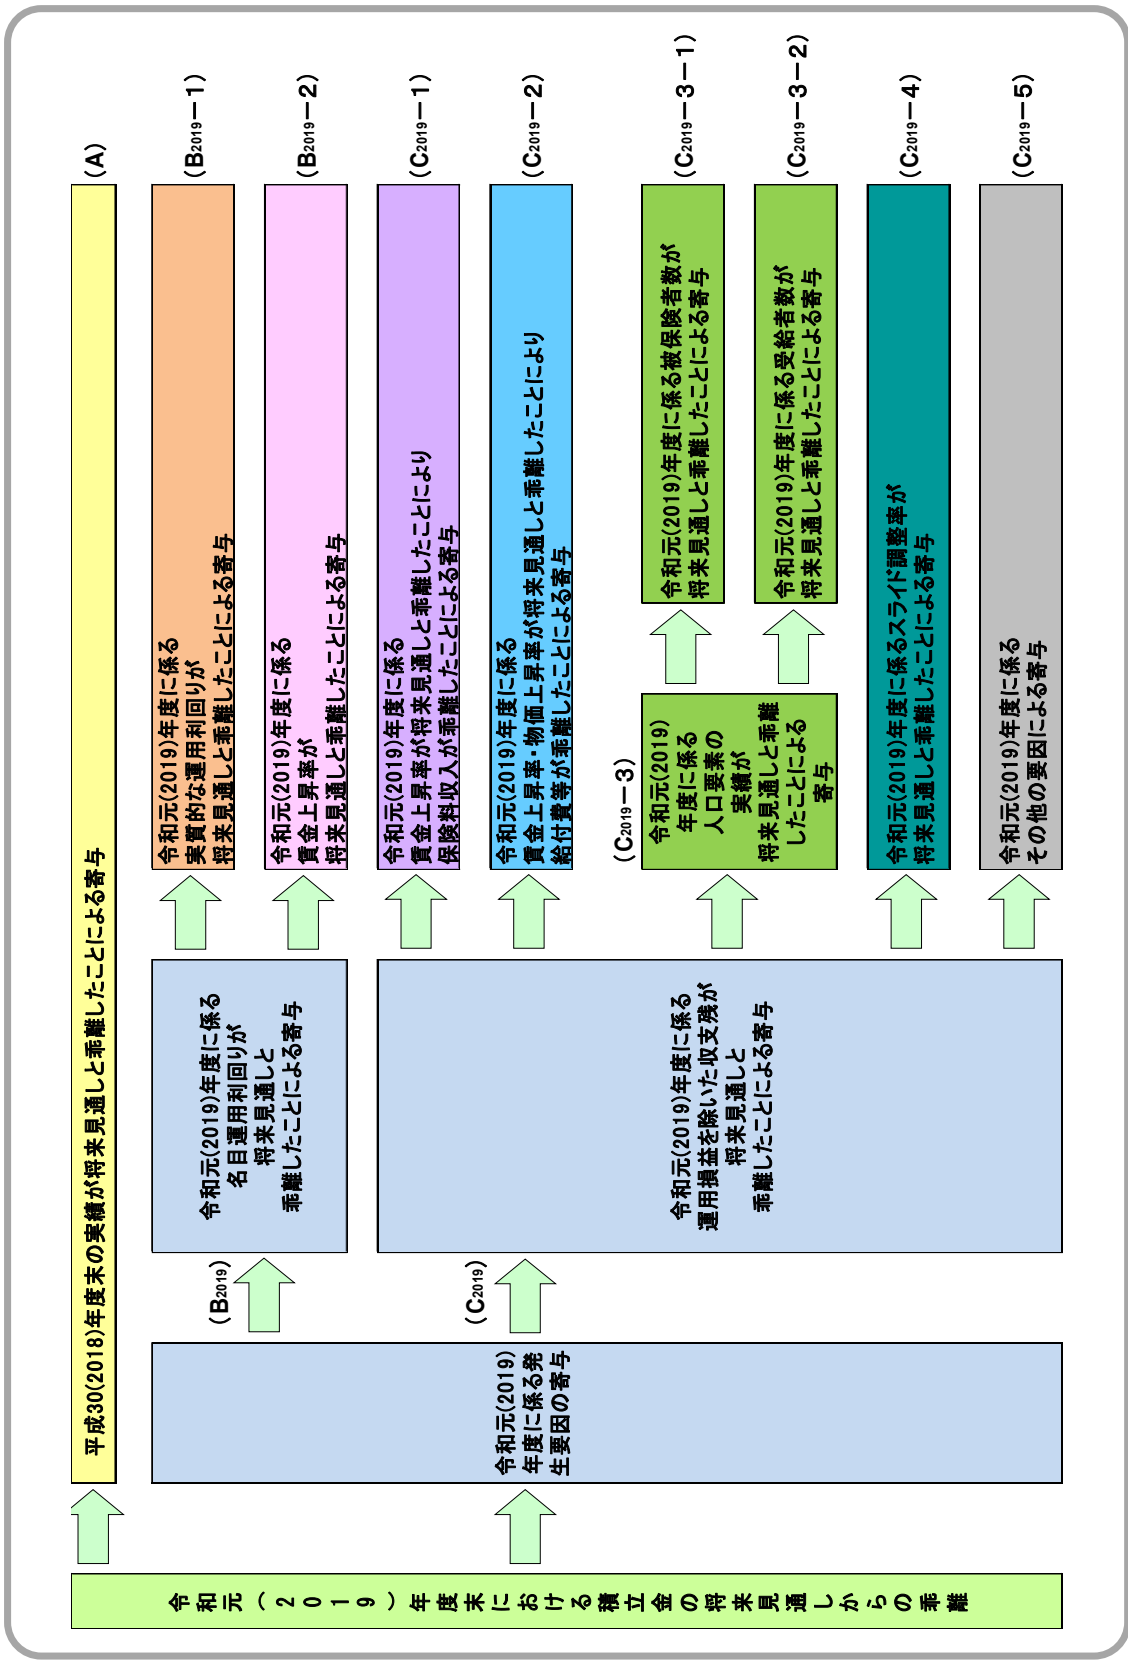 令和元（２０１９）年度末における積立金の将来見通しからの乖離
平成30(2018)年度末の実績が将来見通しと乖離したことによる寄与
(A)
令和元(2019)
年度に係る発
生要因の寄与
(B2019)
令和元(2019)年度に係る
名目運用利回りが
将来見通しと
乖離したことによる寄与
令和元(2019)年度に係る
実質的な運用利回りが
将来見通しと乖離したことによる寄与
(B2019－1)
令和元(2019)年度に係る
賃金上昇率が
将来見通しと乖離したことによる寄与
(B2019－2)
(C2019)
令和元(2019)年度に係る
運用損益を除いた収支残が
将来見通しと
乖離したことによる寄与
令和元(2019)年度に係る
賃金上昇率が将来見通しと乖離したことにより
保険料収入が乖離したことによる寄与
(C2019－1)
令和元(2019)年度に係る
賃金上昇率・物価上昇率が将来見通しと乖離したことにより
給付費等が乖離したことによる寄与
(C2019－2)
(C2019－3)
令和元(2019)
年度に係る
人口要素の
実績が
将来見通しと乖離
したことによる
寄与
令和元(2019)年度に係る被保険者数が
将来見通しと乖離したことによる寄与
(C2019－3－1)
令和元(2019)年度に係る受給者数が
将来見通しと乖離したことによる寄与
(C2019－3－2)
令和元(2019)年度に係るスライド調整率が
将来見通しと乖離したことによる寄与
(C2019－4)
令和元(2019)年度に係る
その他の要因による寄与
(C2019－5)